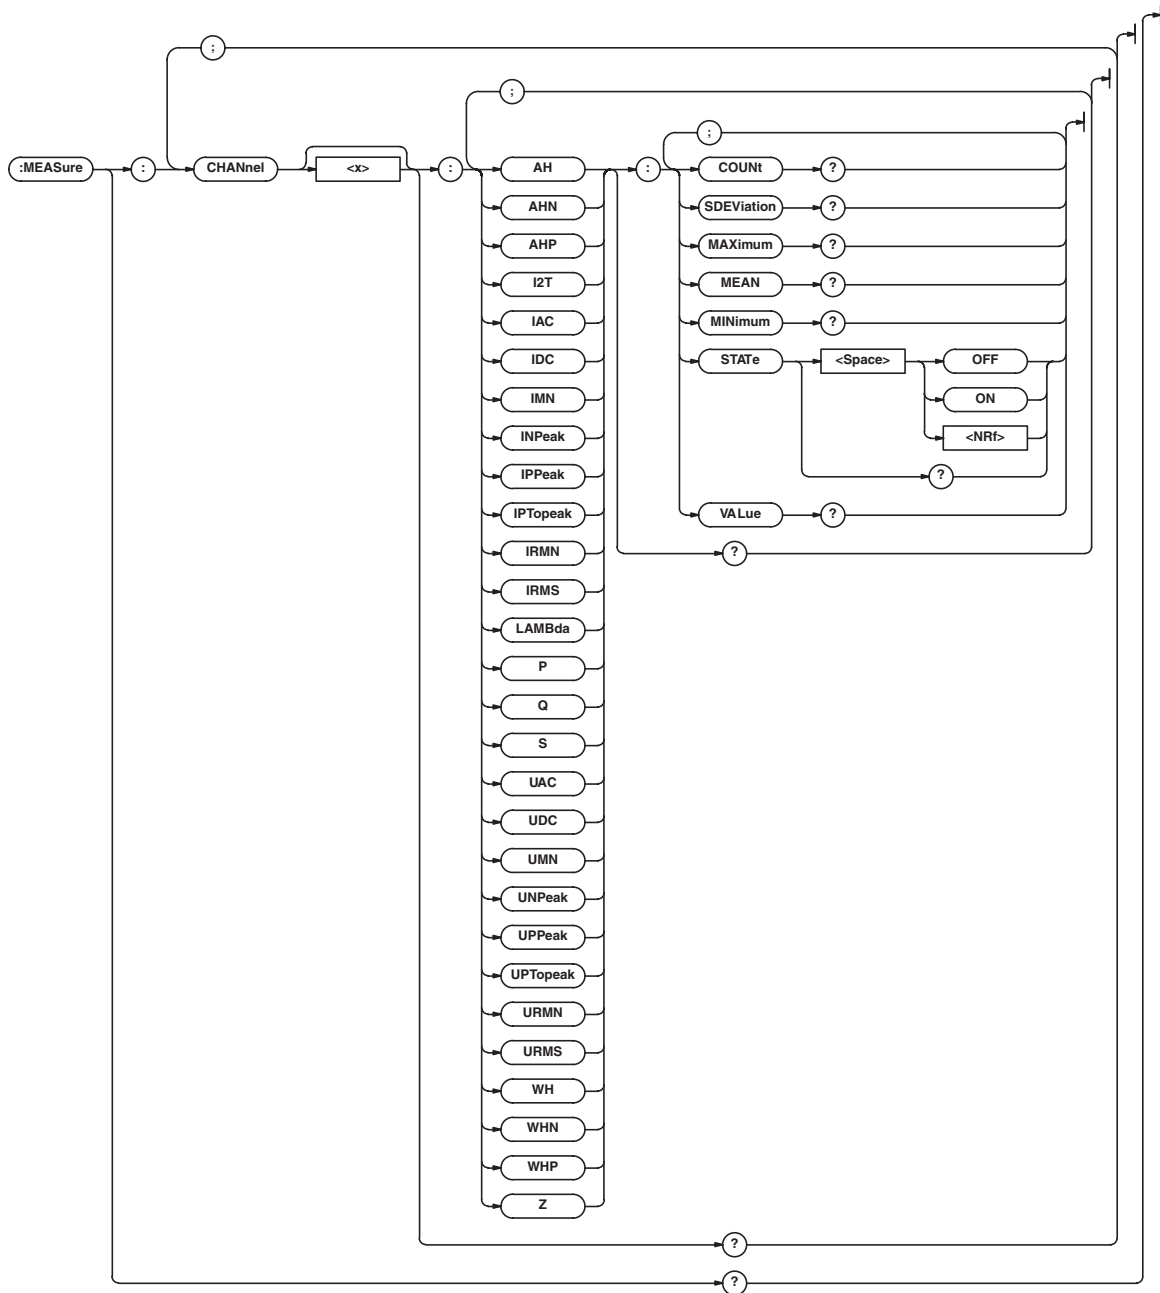 ;
;
;
:MEASure : CHANnel <x> : AH : COUNt ?
AHN SDEViation ?
AHP MAXimum ?
I2T MEAN ?
IAC MINimum ?
IDC STATe <Space> OFF
IMN ON
INPeak <NRf>
IPPeak ?
IPTopeak VALue ?
IRMN ?
IRMS
LAMBda
P
Q
S
UAC
UDC
UMN
UNPeak
UPPeak
UPTopeak
URMN
URMS
WH
WHN
WHP
Z
?
?